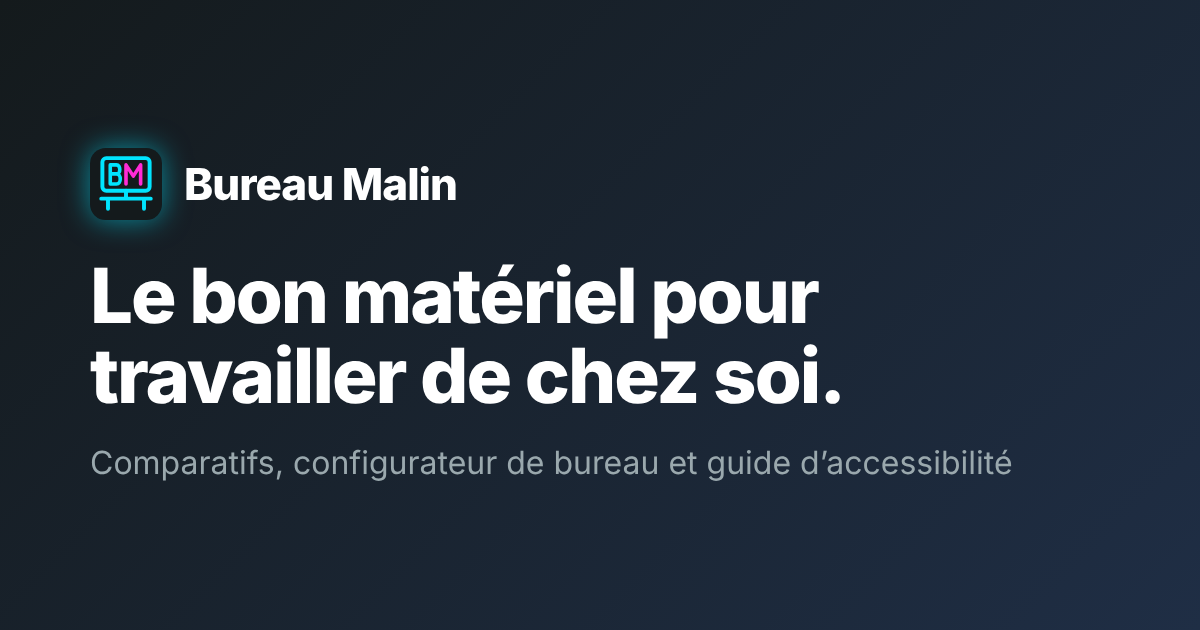 BM
Bureau Malin
Le bon matériel pour
travailler de chez soi.
Comparatifs, configurateur de bureau et guide d’accessibilité